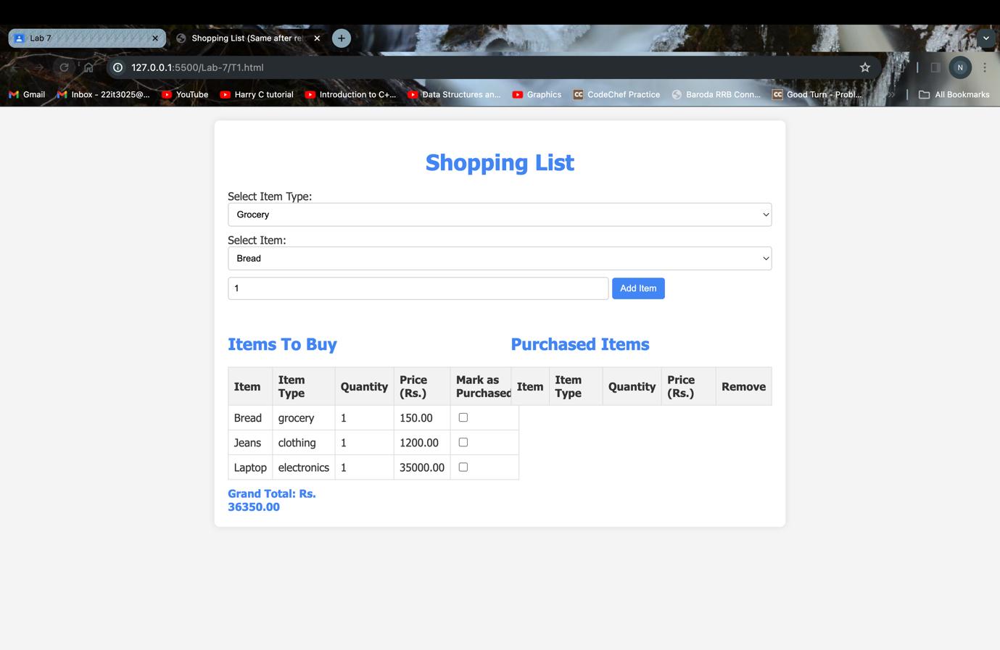 Lab 7
Shopping List (Same after rel
127.0.0.1:5500/Lab-7/T1.html
N
Gmail
Inbox - 22it3025@...
YouTube
Harry C tutorial
Introduction to C+...
Data Structures an...
Graphics
CC CodeChef Practice
Baroda RRB Conn...
CC Good Turn - Probl...
All Bookmarks
Shopping List
Select Item Type:
Grocery
Select Item:
Bread
1
Add Item
Items To Buy
Item Item Type Quantity Price (Rs.) Mark as Purchased
Bread grocery 1 150.00
Jeans clothing 1 1200.00
Laptop electronics 1 35000.00
Grand Total: Rs.
36350.00
Purchased Items
Item Item Type Quantity Price (Rs.) Remove